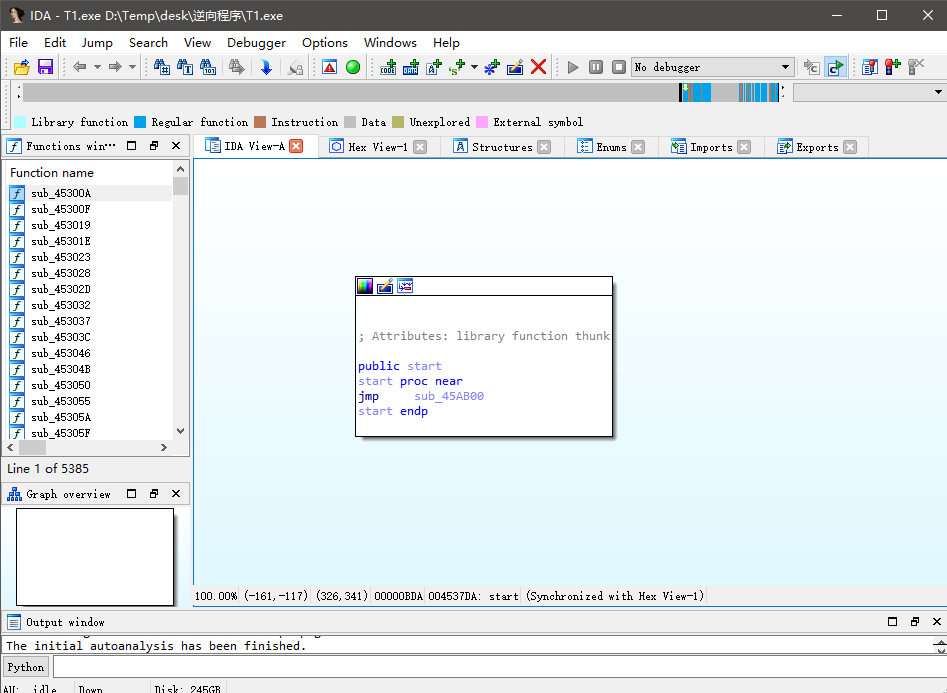 IDA - T1.exe D:\Temp\desk\逆向程序\T1.exe
File Edit Jump Search View Debugger Options Windows Help
No debugger
Library function Regular function Instruction Data Unexplored External symbol
Functions win⋯
IDA View-A Hex View-1 Structures Enums Imports Exports
Function name
sub_45300A
sub_45300F
sub_453019
sub_45301E
sub_453023
sub_453028
sub_45302D
sub_453032
sub_453037
sub_45303C
sub_453046
sub_45304B
sub_453050
sub_453055
sub_45305A
sub_45305F
Line 1 of 5385
; Attributes: library function thunk
public start
start proc near
jmp sub_45AB00
start endp
Graph overview
100.00% (-161,-117) (326,341) 00000BDA 004537DA: start (Synchronized with Hex View-1)
Output window
The initial autoanalysis has been finished.
Python
AU: idle Down Disk: 245GB